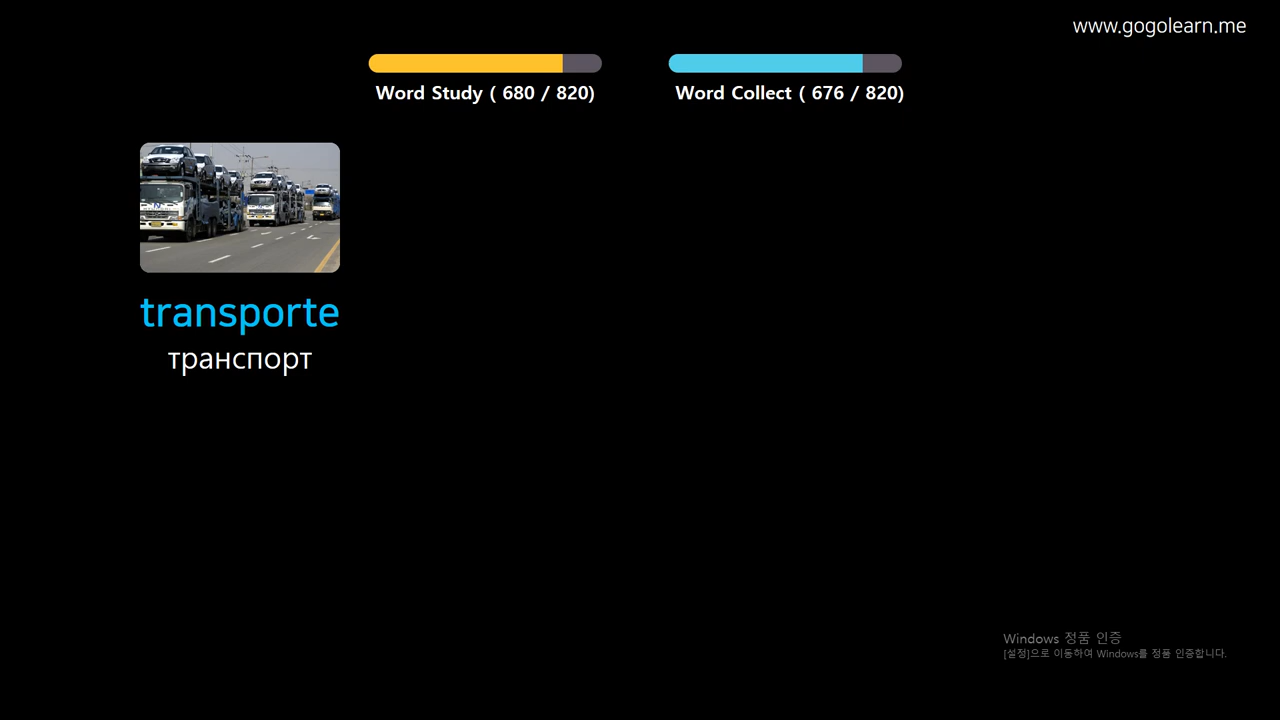 www.gogolearn.me
Word Study ( 680 / 820)
Word Collect ( 676 / 820)
transporte
транспорт
Windows 정품 인증
[설정]으로 이동하여 Windows를 정품 인증합니다.